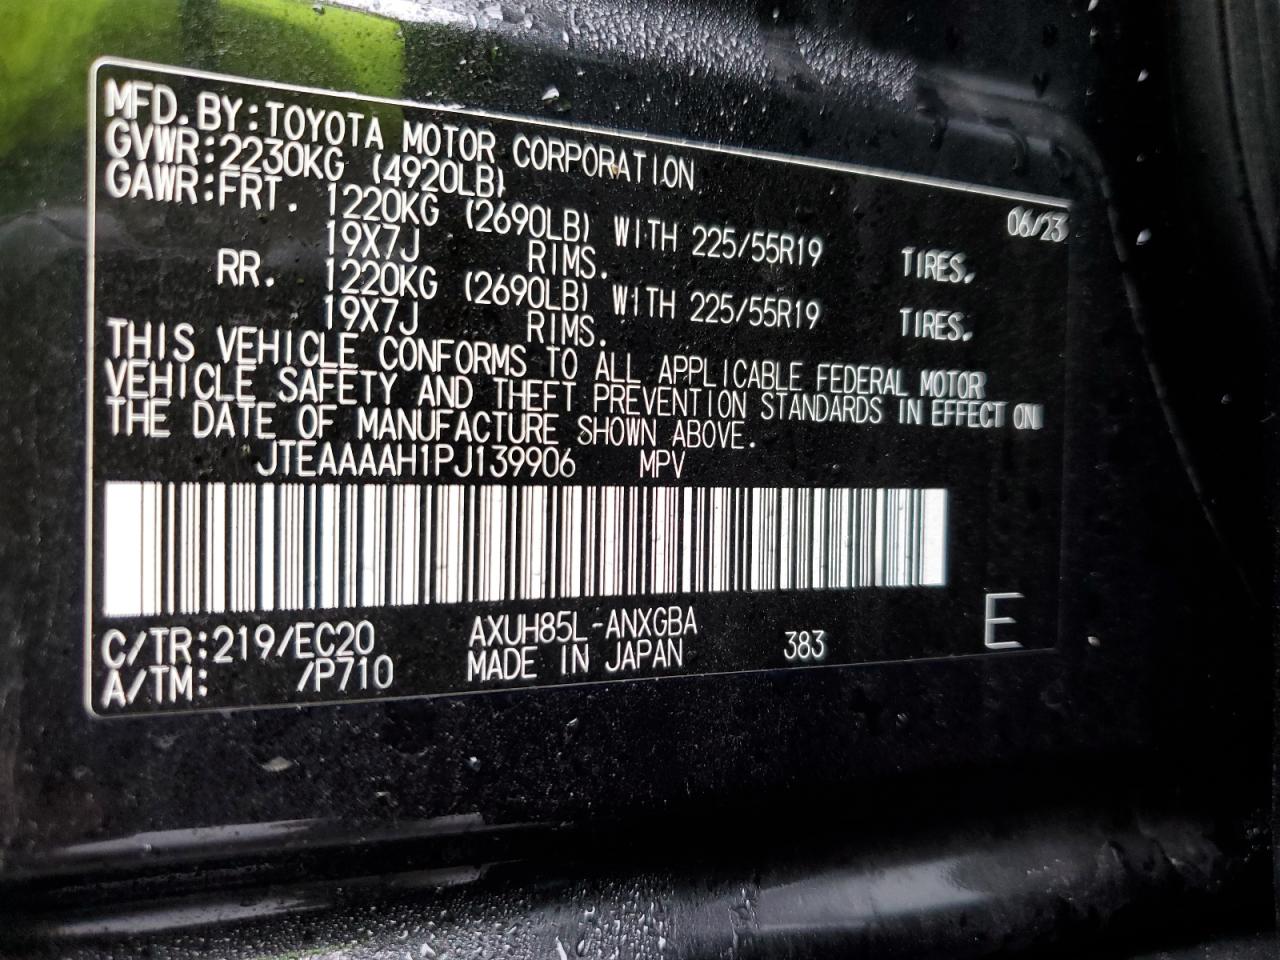 MFD.BY:TOYOTA MOTOR CORPORATION 06/23
GVWR:2230KG (4920LB)
GAWR:FRT. 1220KG (2690LB) WITH 225/55R19 TIRES.
19X7J RIMS.
RR. 1220KG (2690LB) WITH 225/55R19 TIRES.
19X7J RIMS.
THIS VEHICLE CONFORMS TO ALL APPLICABLE FEDERAL MOTOR
VEHICLE SAFETY AND THEFT PREVENTION STANDARDS IN EFFECT ON
THE DATE OF MANUFACTURE SHOWN ABOVE.
JTEAAAAH1PJ139906 MPV
C/TR:219/EC20 AXUH85L-ANXGBA 383 E
A/TM: /P710 MADE IN JAPAN